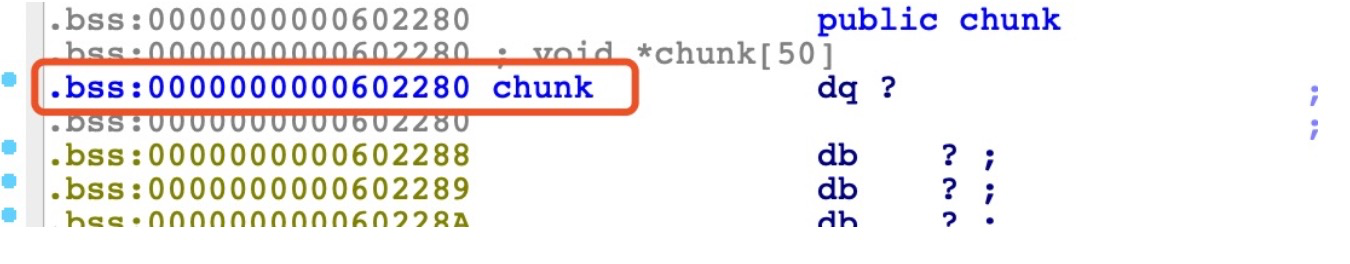 .bss:0000000000602280 public chunk
.bss:0000000000602280 ; void *chunk[50]
.bss:0000000000602280 chunk dq ? ;
.bss:0000000000602280 ;
.bss:0000000000602288 db ? ;
.bss:0000000000602289 db ? ;
.bss:000000000060228A db ? ;